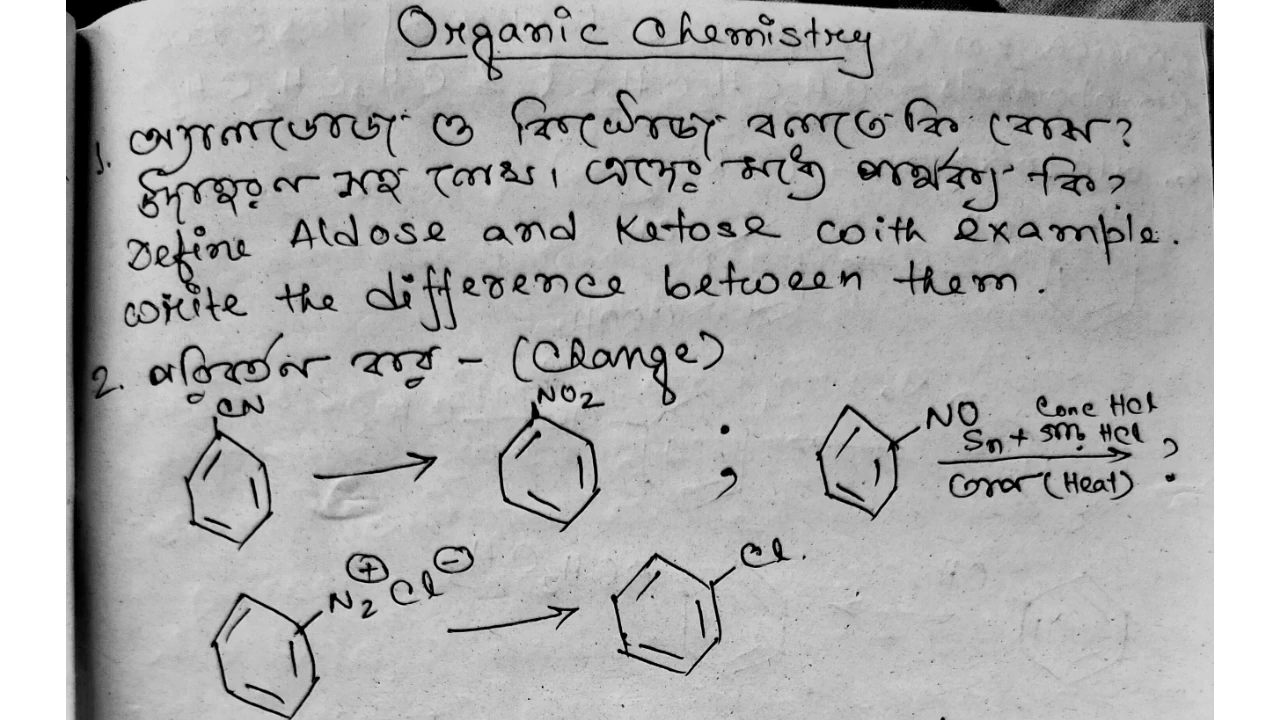 Organic Chemistry
1. অ্যালডোজ ও কিটোজ বলতে কি বোঝ?
উদাহরণ সহ লেখ। এদের মধ্যে পার্থক্য কি?
Define Aldose and Ketose with example.
write the difference between them.
2. পরিবর্তন কর - (Change)
CN → NO2 ; NO Conc HCl Sn + HCl (Heat) ?
N2 ⊕ Cl ⊖ → Cl.